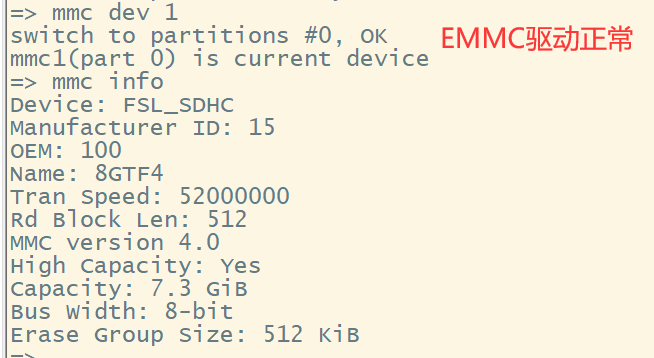 => mmc dev 1
switch to partitions #0, OK
mmc1(part 0) is current device
EMMC驱动正常
=> mmc info
Device: FSL_SDHC
Manufacturer ID: 15
OEM: 100
Name: 8GTF4
Tran Speed: 52000000
Rd Block Len: 512
MMC version 4.0
High Capacity: Yes
Capacity: 7.3 GiB
Bus Width: 8-bit
Erase Group Size: 512 KiB
=>